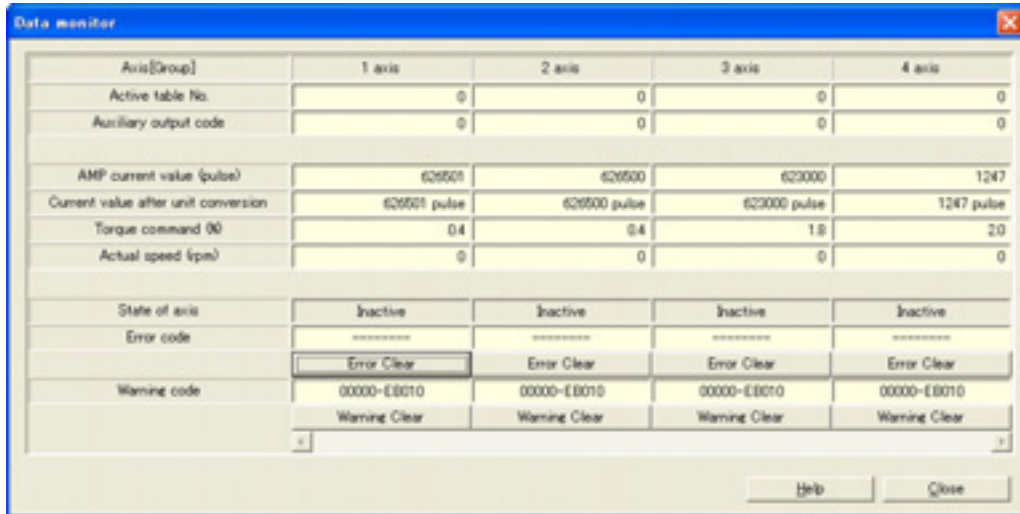 Data monitor
Axis[Group] 1 axis 2 axis 3 axis 4 axis
Active table No. 0 0 0 0
Auxiliary output code 0 0 0 0
AMP current value (pulse) 626501 626500 623000 1247
Current value after unit conversion 626501 pulse 626500 pulse 623000 pulse 1247 pulse
Torque command (%) 0.4 0.4 1.8 2.0
Actual speed (rpm) 0 0 0 0
State of axis Inactive Inactive Inactive Inactive
Error code -------- -------- -------- --------
Error Clear Error Clear Error Clear Error Clear
Warning code 00000-EB010 00000-EB010 00000-EB010 00000-EB010
Warning Clear Warning Clear Warning Clear Warning Clear
Help Close